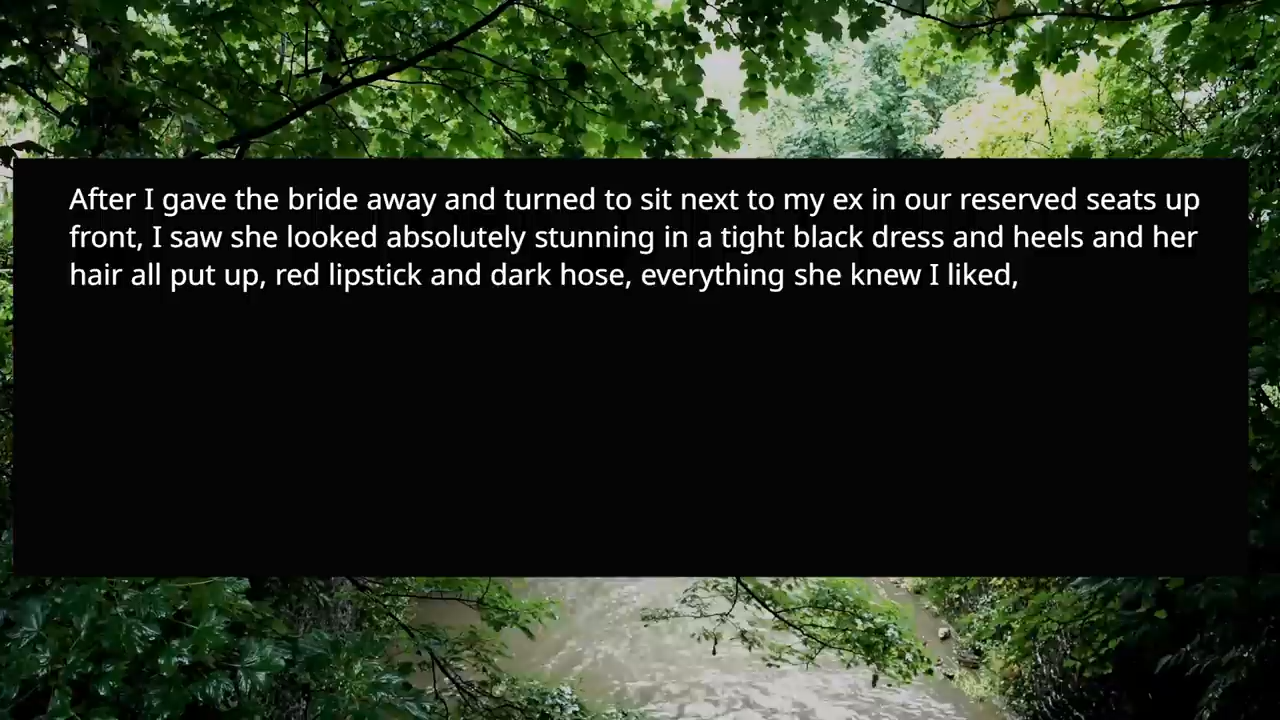 After I gave the bride away and turned to sit next to my ex in our reserved seats up
front, I saw she looked absolutely stunning in a tight black dress and heels and her
hair all put up, red lipstick and dark hose, everything she knew I liked,